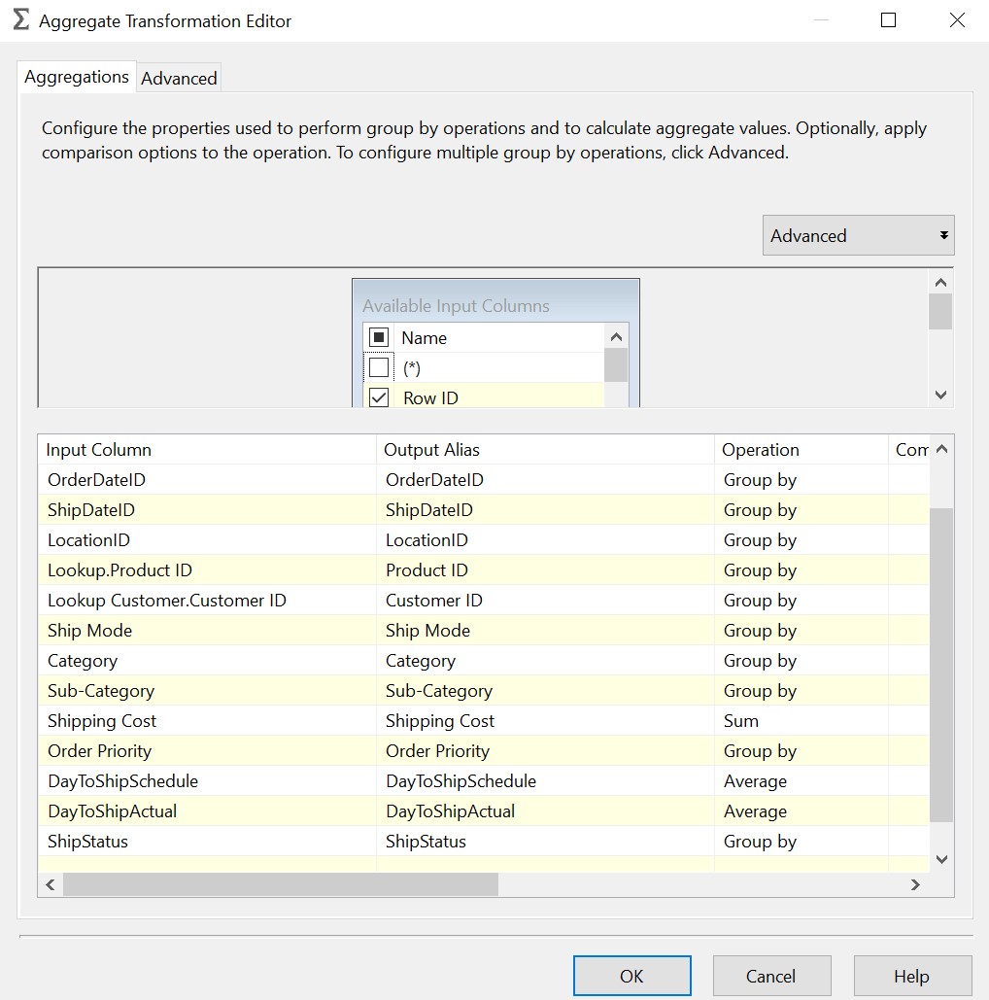 Aggregate Transformation Editor
Aggregations Advanced
Configure the properties used to perform group by operations and to calculate aggregate values. Optionally, apply
comparison options to the operation. To configure multiple group by operations, click Advanced.
Advanced
Available Input Columns
Name
(*)
Row ID
Input Column Output Alias Operation Com
OrderDateID OrderDateID Group by
ShipDateID ShipDateID Group by
LocationID LocationID Group by
Lookup.Product ID Product ID Group by
Lookup Customer.Customer ID Customer ID Group by
Ship Mode Ship Mode Group by
Category Category Group by
Sub-Category Sub-Category Group by
Shipping Cost Shipping Cost Sum
Order Priority Order Priority Group by
DayToShipSchedule DayToShipSchedule Average
DayToShipActual DayToShipActual Average
ShipStatus ShipStatus Group by
OK Cancel Help